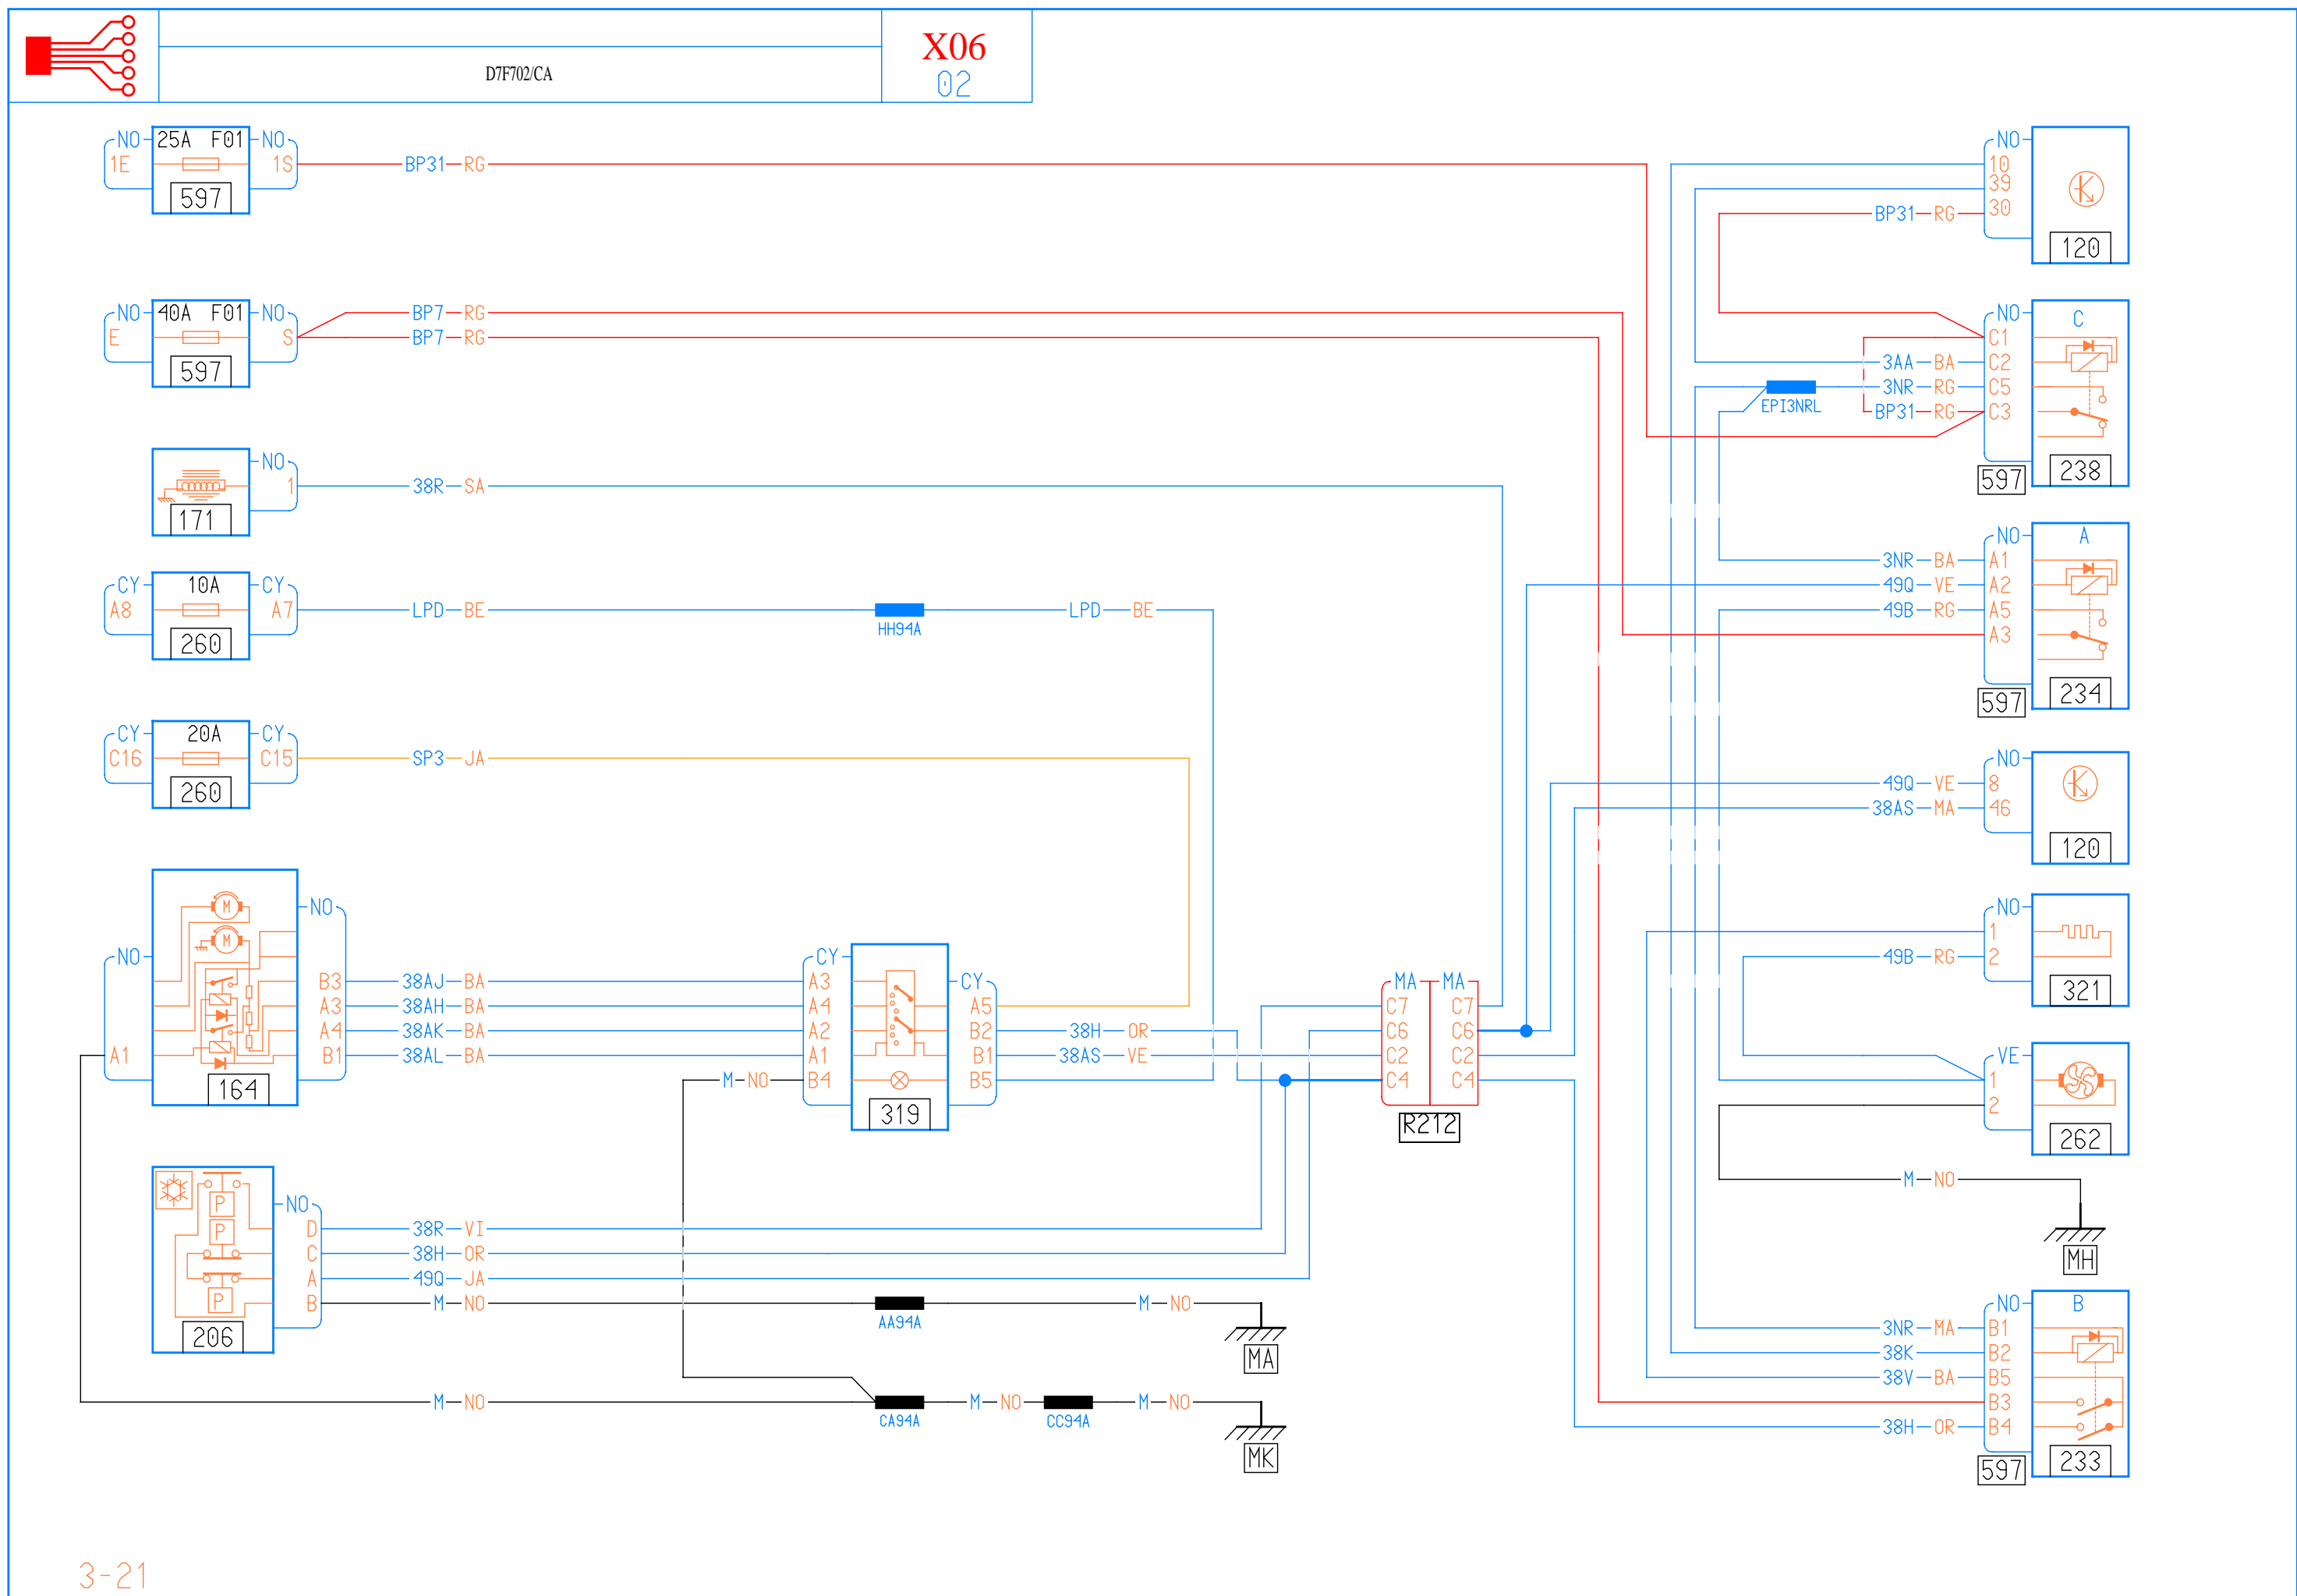 X06
D7F702/CA
02
NO 25A F01 NO
1E 1S BP31 RG
597
NO 40A F01 NO
BP7 RG
E S BP7 RG
597
NO
1 38R SA
171
CY 10A CY
A8 A7 LPD BE LPD BE
HH94A
260
CY 20A CY
C16 C15 SP3 JA
260
M
NO
M
NO
B3 38AJ BA
A3 38AH BA
A4 38AK BA
A1 B1 38AL BA
164
CY
A3 CY
A4 A5
A2 B2 38H OR
A1 B1 38AS VE
M NO B4 B5
319
MA MA
C7 C7
C6 C6
C2 C2
C4 C4
R212
P NO
P D 38R VI
C 38H OR
A 49Q JA
P B M NO M NO
AA94A
206
MA
M NO M NO M NO
CA94A CC94A
MK
NO
10
39
BP31 RG 30
120
NO C
C1
3AA BA C2
3NR RG C5
EPI3NRL
BP31 RG C3
597 238
NO A
3NR BA A1
49Q VE A2
49B RG A5
A3
597 234
NO
49Q VE 8
38AS MA 46
120
NO
1
49B RG 2
321
VE
1
2
262
M NO
MH
NO B
3NR MA B1
38K B2
38V BA B5
B3
38H OR B4
597 233
3-21